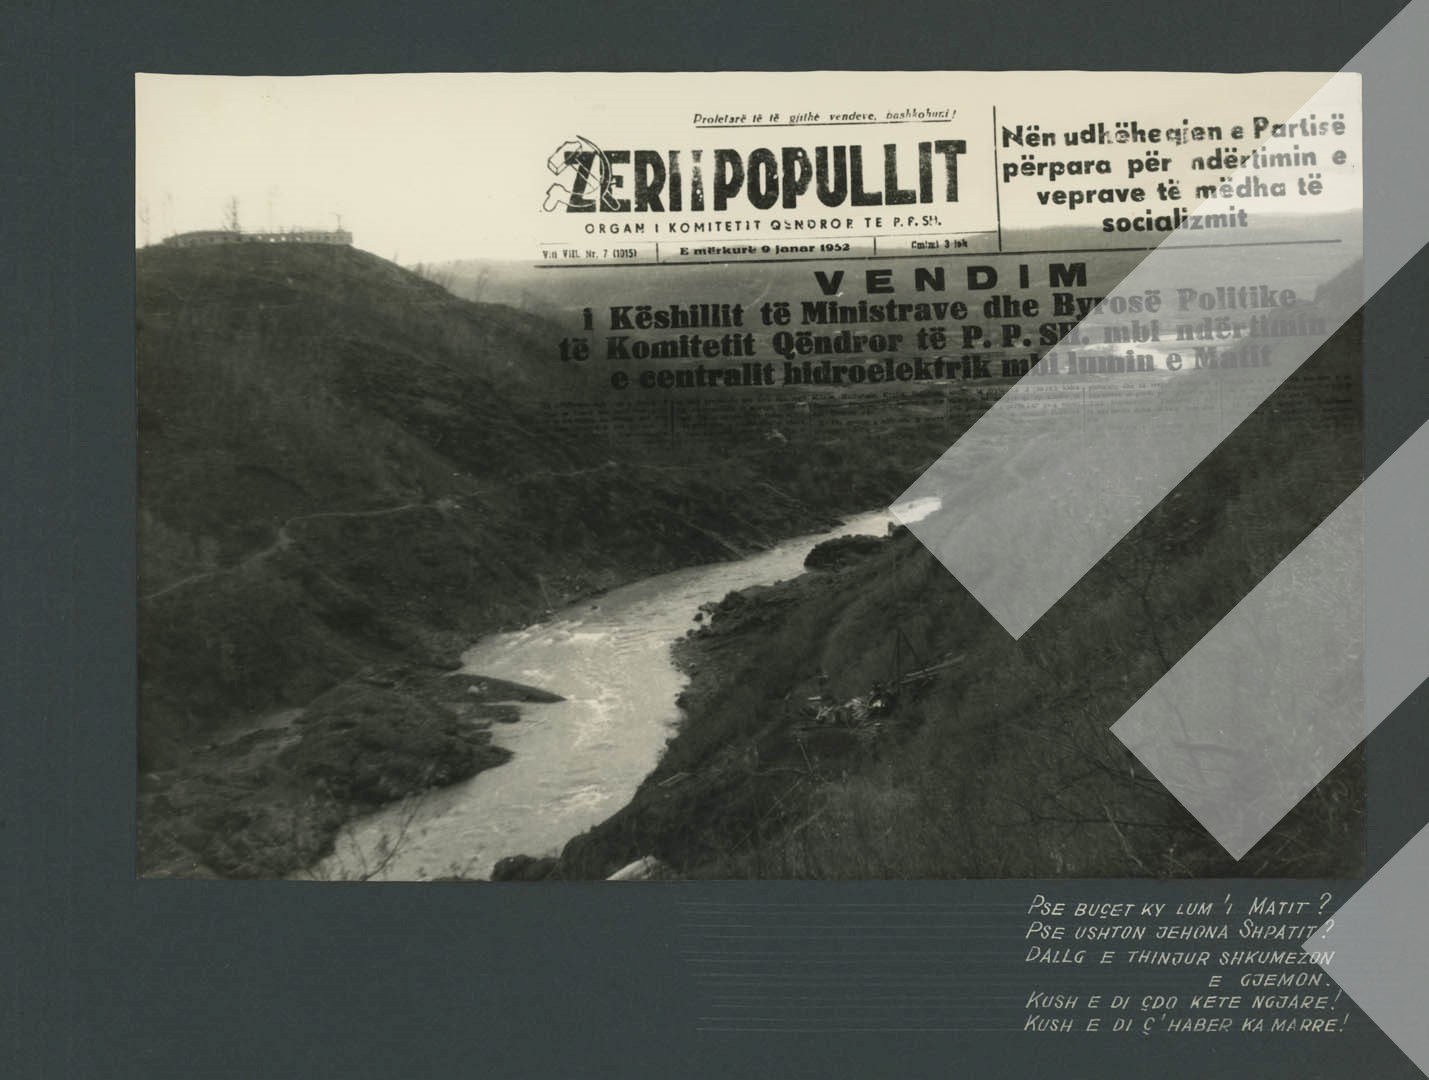 Proletarë të të gjithë vendeve, bashkohuni!
ZERI i POPULLIT
ORGAN I KOMITETIT QËNDROR TE P.P.SH.
Viti VIII. Nr. 7 (1015)
E mërkurë 9 Janar 1952
Çmimi 3 lek
Nën udhëheqjen e Partisë
përpara për ndërtimin e
veprave të mëdha të
socializmit
VENDIM
i Këshillit të Ministrave dhe Byrosë Politike
të Komitetit Qëndror të P. P. SH. mbi ndërtimin
e centralit hidroelektrik mbi lumin e Matit
PSE BUÇET KY LUM 'I MATIT ?
PSE USHTON JEHONA SHPATIT ?
DALLG E THINJUR SHKUMEZON
E GJEMON.
KUSH E DI ÇDO KETE NGJARE!
KUSH E DI Ç'HABER KA MARRE!